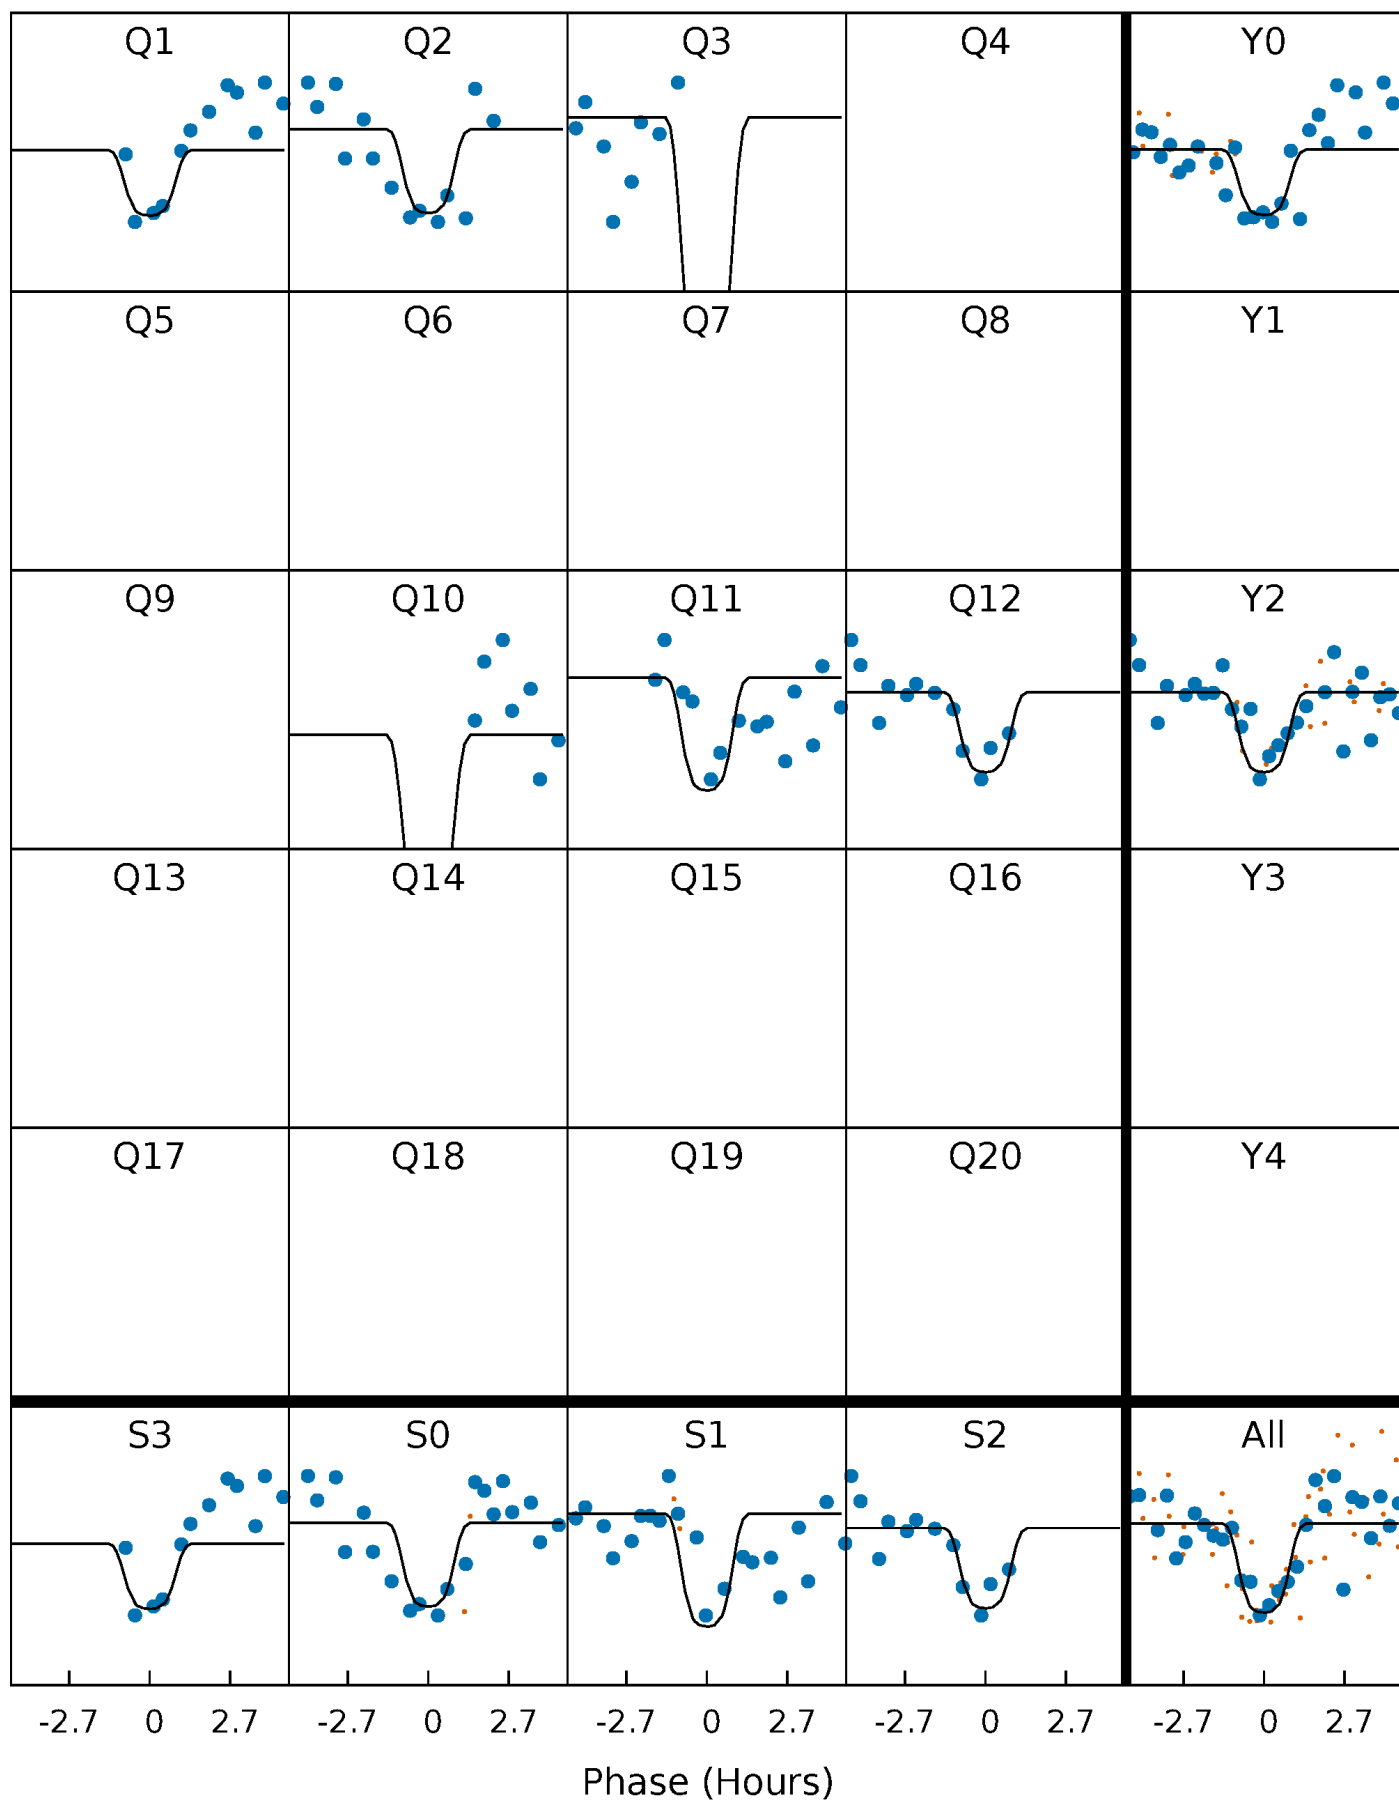 Q1 Q2 Q3 Q4 Y0
Q5 Q6 Q7 Q8 Y1
Q9 Q10 Q11 Q12 Y2
Q13 Q14 Q15 Q16 Y3
Q17 Q18 Q19 Q20 Y4
S3 S0 S1 S2 All
-2.7 0 2.7 -2.7 0 2.7 -2.7 0 2.7 -2.7 0 2.7 -2.7 0 2.7
Phase (Hours)